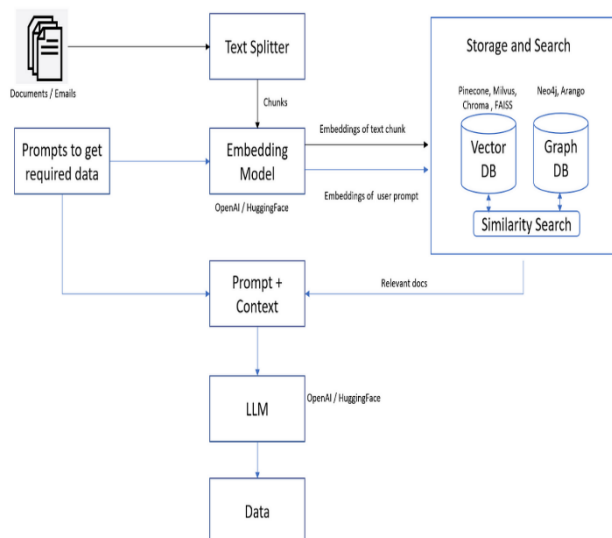 Documents / Emails
Text Splitter
Chunks
Prompts to get
required data
Embedding
Model
OpenAI / HuggingFace
Embeddings of text chunk
Embeddings of user prompt
Storage and Search
Pinecone, Milvus,
Chroma , FAISS
Neo4j, Arango
Vector
DB
Graph
DB
Similarity Search
Relevant docs
Prompt +
Context
LLM
OpenAI / HuggingFace
Data